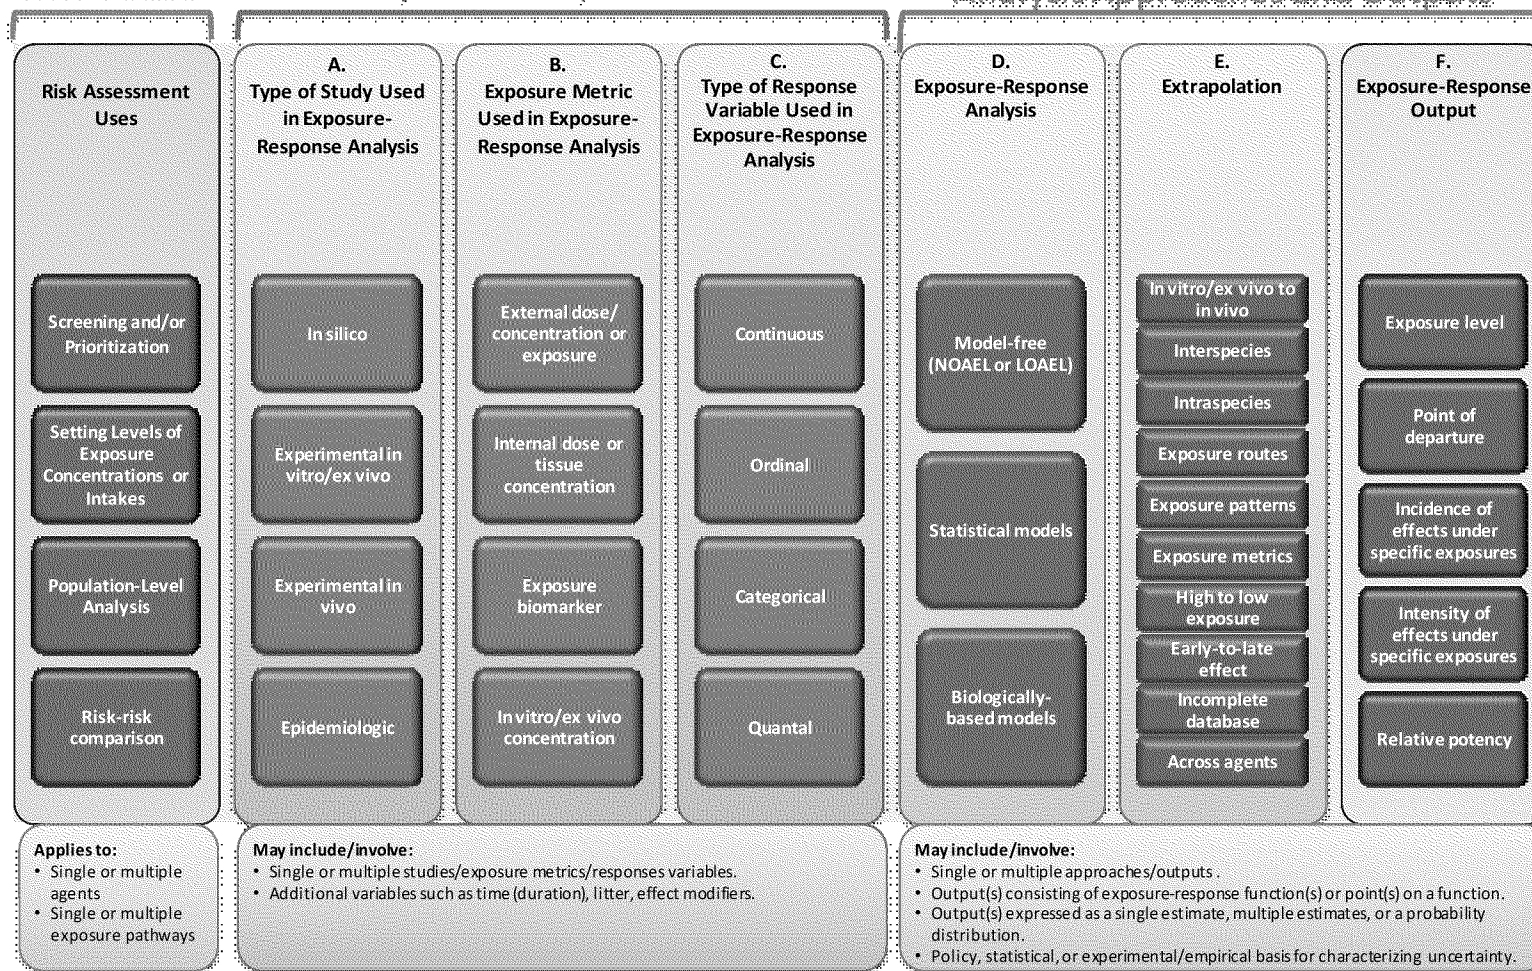 Risk Assessment
Uses
Screening and/or
Prioritization
Setting Levels of
Exposure
Concentrations or
Intakes
Population-Level
Analysis
Risk-risk
comparison
Applies to:
• Single or multiple
agents
• Single or multiple
exposure pathways
A.
Type of Study Used
in Exposure-
Response Analysis
In silico
Experimental in
vitro/ex vivo
Experimental in
vivo
Epidemiologic
B.
Exposure Metric
Used in Exposure-
Response Analysis
External dose/
concentration or
exposure
Internal dose or
tissue
concentration
Exposure
biomarker
In vitro/ex vivo
concentration
C.
Type of Response
Variable Used in
Exposure-Response
Analysis
Continuous
Ordinal
Categorical
Quantal
May include/involve:
• Single or multiple studies/exposure metrics/responses variables.
• Additional variables such as time (duration), litter, effect modifiers.
D.
Exposure-Response
Analysis
Model-free
(NOAEL or LOAEL)
Statistical models
Biologically-
based models
E.
Extrapolation
In vitro/ex vivo to
in vivo
Interspecies
Intraspecies
Exposure routes
Exposure patterns
Exposure metrics
High to low
exposure
Early-to-late
effect
Incomplete
database
Across agents
F.
Exposure-Response
Output
Exposure level
Point of
departure
Incidence of
effects under
specific exposures
Intensity of
effects under
specific exposures
Relative potency
May include/involve:
• Single or multiple approaches/outputs .
• Output(s) consisting of exposure-response function(s) or point(s) on a function.
• Output(s) expressed as a single estimate, multiple estimates, or a probability
distribution.
• Policy, statistical, or experimental/empirical basis for characterizing uncertainty.